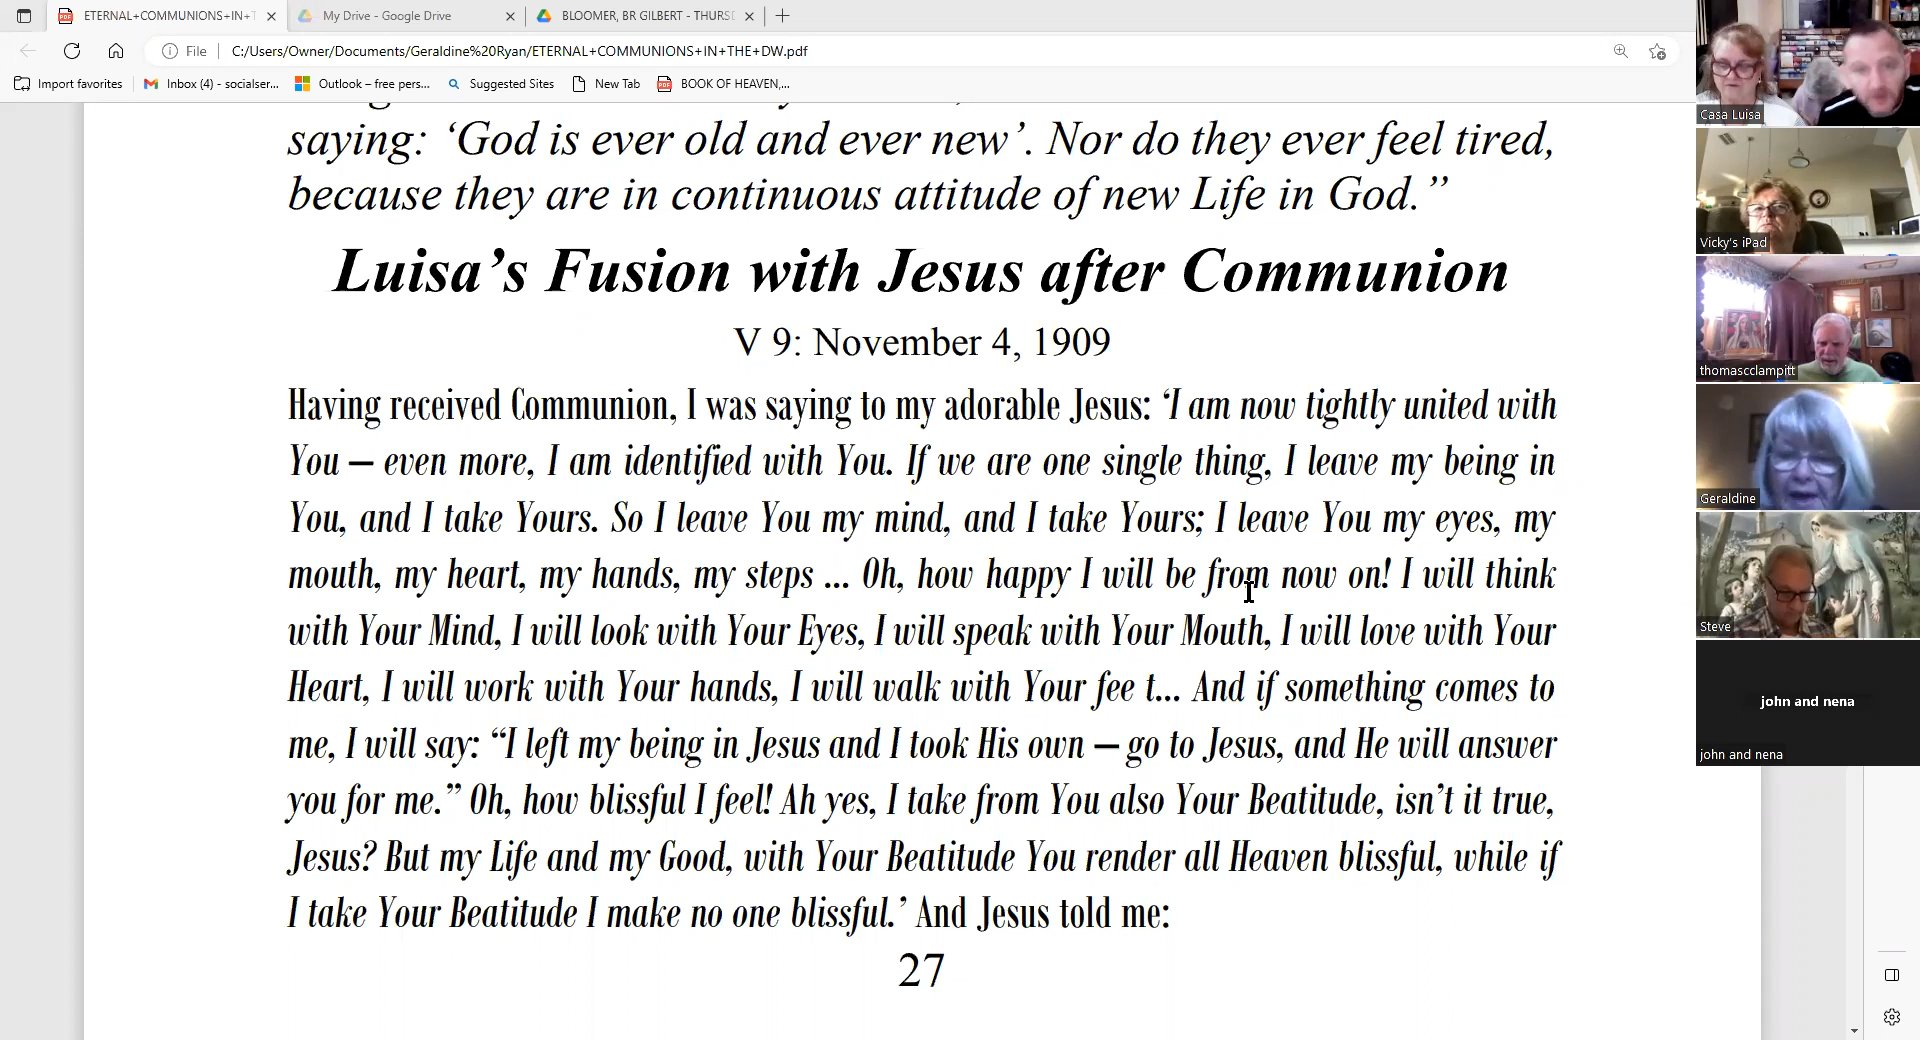 ETERNAL+COMMUNIONS+IN+T
My Drive - Google Drive
BLOOMER, BR GILBERT - THURS
File
C:/Users/Owner/Documents/Geraldine%20Ryan/ETERNAL+COMMUNIONS+IN+THE+DW.pdf
Import favorites
Inbox (4) - socialser...
Outlook – free pers...
Suggested Sites
New Tab
BOOK OF HEAVEN,...
saying: ‘God is ever old and ever new’. Nor do they ever feel tired,
because they are in continuous attitude of new Life in God.”
Luisa’s Fusion with Jesus after Communion
V 9: November 4, 1909
Having received Communion, I was saying to my adorable Jesus: ‘I am now tightly united with
You – even more, I am identified with You. If we are one single thing, I leave my being in
You, and I take Yours. So I leave You my mind, and I take Yours; I leave You my eyes, my
mouth, my heart, my hands, my steps ... Oh, how happy I will be from now on! I will think
with Your Mind, I will look with Your Eyes, I will speak with Your Mouth, I will love with Your
Heart, I will work with Your hands, I will walk with Your fee t... And if something comes to
me, I will say: “I left my being in Jesus and I took His own – go to Jesus, and He will answer
you for me.” Oh, how blissful I feel! Ah yes, I take from You also Your Beatitude, isn’t it true,
Jesus? But my Life and my Good, with Your Beatitude You render all Heaven blissful, while if
I take Your Beatitude I make no one blissful.’ And Jesus told me:
27
Casa Luisa
Vicky's iPad
thomascclampitt
Geraldine
Steve
john and nena
john and nena